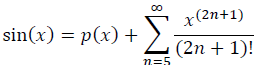 sin(x) = p(x) + ∑_{n=5}^{∞} x^{(2n+1)} / (2n + 1)!